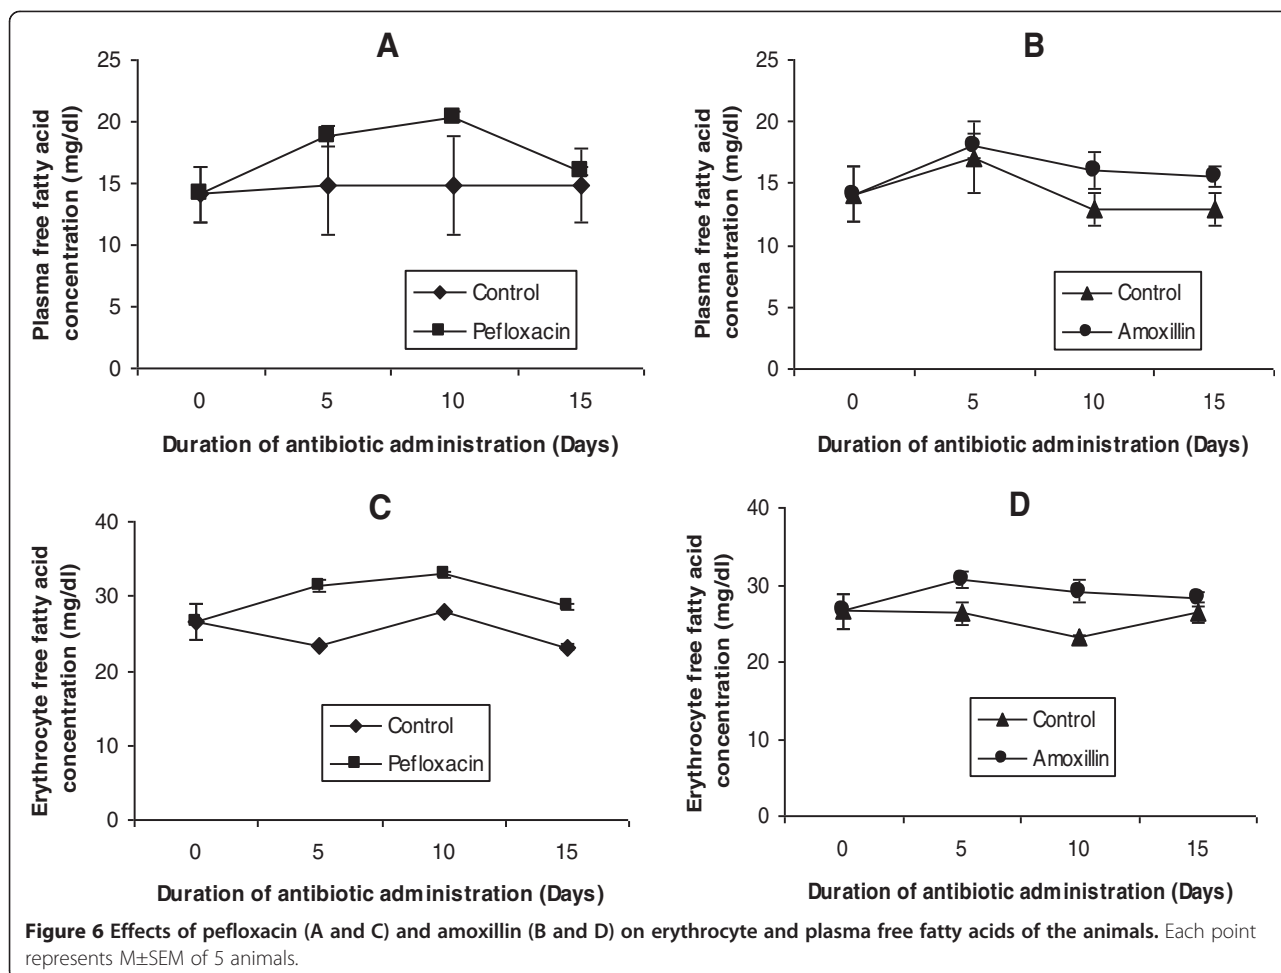 A
25
20
15
10
5
0
Plasma free fatty acid
concentration (mg/dl)
Control
Pefloxacin
0 5 10 15
Duration of antibiotic administration (Days)
B
25
20
15
10
5
0
Plasma free fatty acid
concentration (mg/dl)
Control
Amoxillin
0 5 10 15
Duration of antibiotic administration (Days)
C
40
30
20
10
0
Erythrocyte free fatty acid
concentration (mg/dl)
Control
Pefloxacin
0 5 10 15
Duration of antibiotic administration (Days)
D
40
30
20
10
0
Erythrocyte free fatty acid
concentration (mg/dl)
Control
Amoxillin
0 5 10 15
Duration of antibiotic administration (Days)
Figure 6 Effects of pefloxacin (A and C) and amoxillin (B and D) on erythrocyte and plasma free fatty acids of the animals. Each point
represents M±SEM of 5 animals.